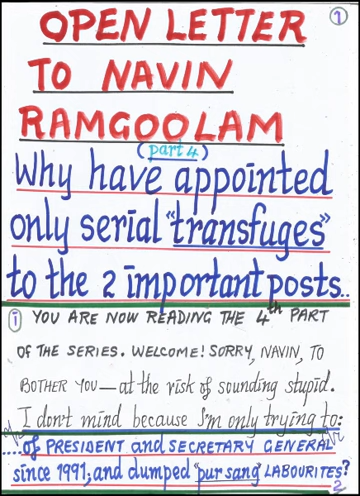 1
OPEN LETTER
TO NAVIN
RAMGOOLAM
(part 4)
Why have appointed
only serial "transfuges"
to the 2 important posts..
i YOU ARE NOW READING THE 4th PART
OF THE SERIES. WELCOME! SORRY, NAVIN, TO
BOTHER YOU—at the risk of sounding stupid.
I don't mind because I'm only trying to:
....of PRESIDENT and SECRETARY GENERAL
since 1991, and dumped "pur sang" LABOURITES?
2